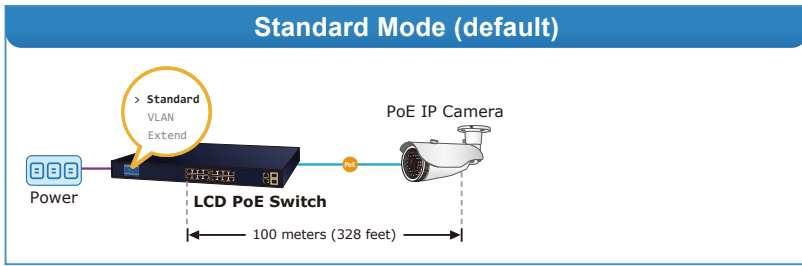 Standard Mode (default)
> Standard
VLAN
Extend
PoE IP Camera
PoE
Power
LCD PoE Switch
100 meters (328 feet)